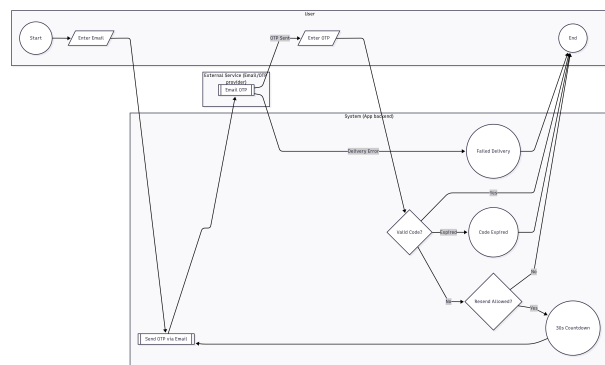 User
Start
Enter Email
OTP Sent
Enter OTP
End
External Service (Email/OTP
provider)
Email OTP
System (App backend)
Delivery Error
Failed Delivery
Yes
Valid Code?
Expired
Code Expired
No
No
Resend Allowed?
Yes
30s Countdown
Send OTP via Email